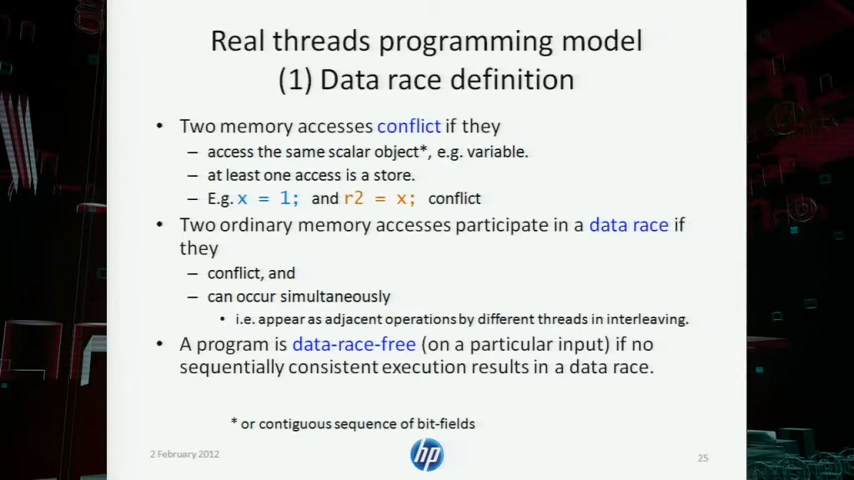 Real threads programming model
(1) Data race definition
• Two memory accesses conflict if they
– access the same scalar object*, e.g. variable.
– at least one access is a store.
– E.g. x = 1; and r2 = x; conflict
• Two ordinary memory accesses participate in a data race if
they
– conflict, and
– can occur simultaneously
• i.e. appear as adjacent operations by different threads in interleaving.
• A program is data-race-free (on a particular input) if no
sequentially consistent execution results in a data race.
* or contiguous sequence of bit-fields
2 February 2012
hp
25